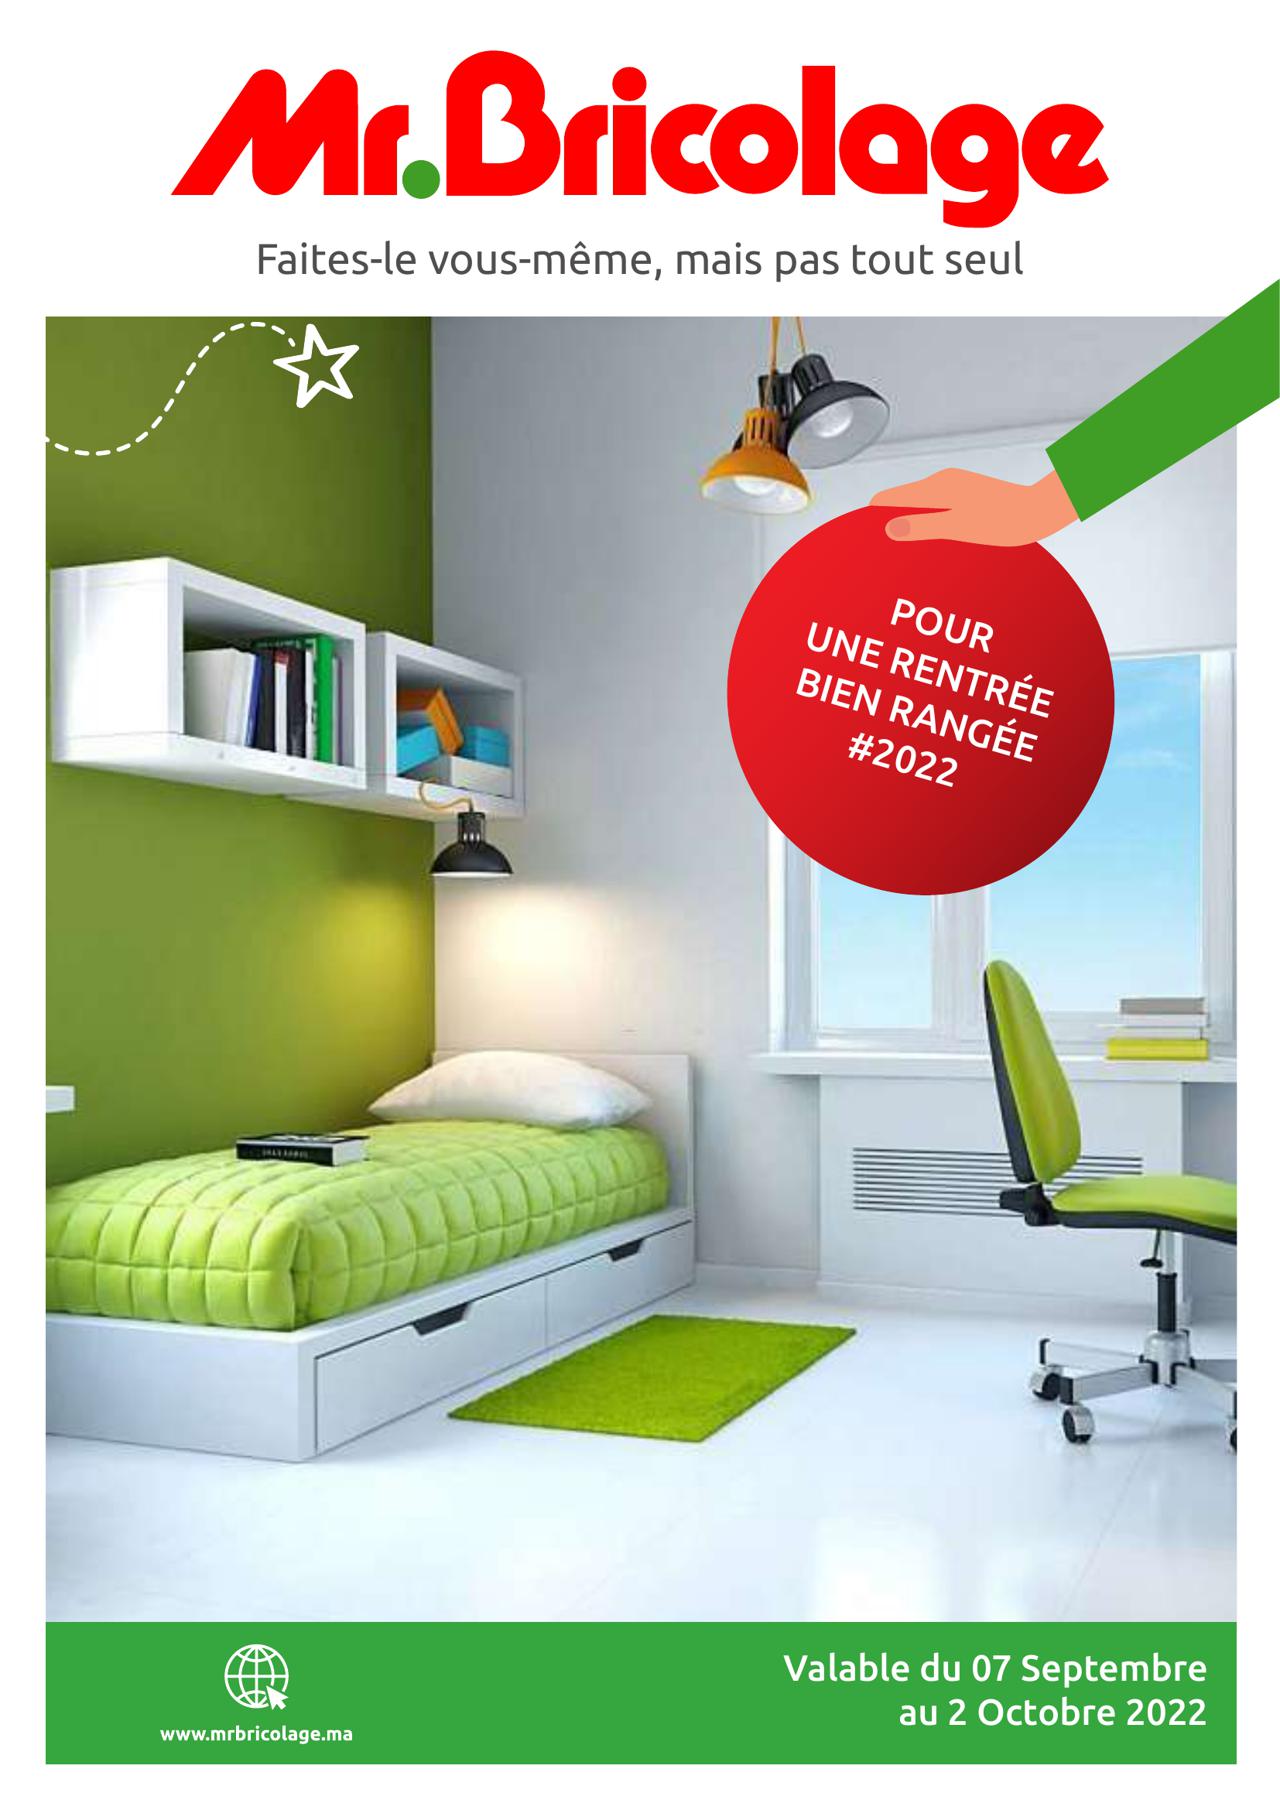 Mr.Bricolage
Faites-le vous-même, mais pas tout seul
POUR
UNE RENTRÉE
BIEN RANGÉE
#2022
Valable du 07 Septembre
au 2 Octobre 2022
www.mrbricolage.ma